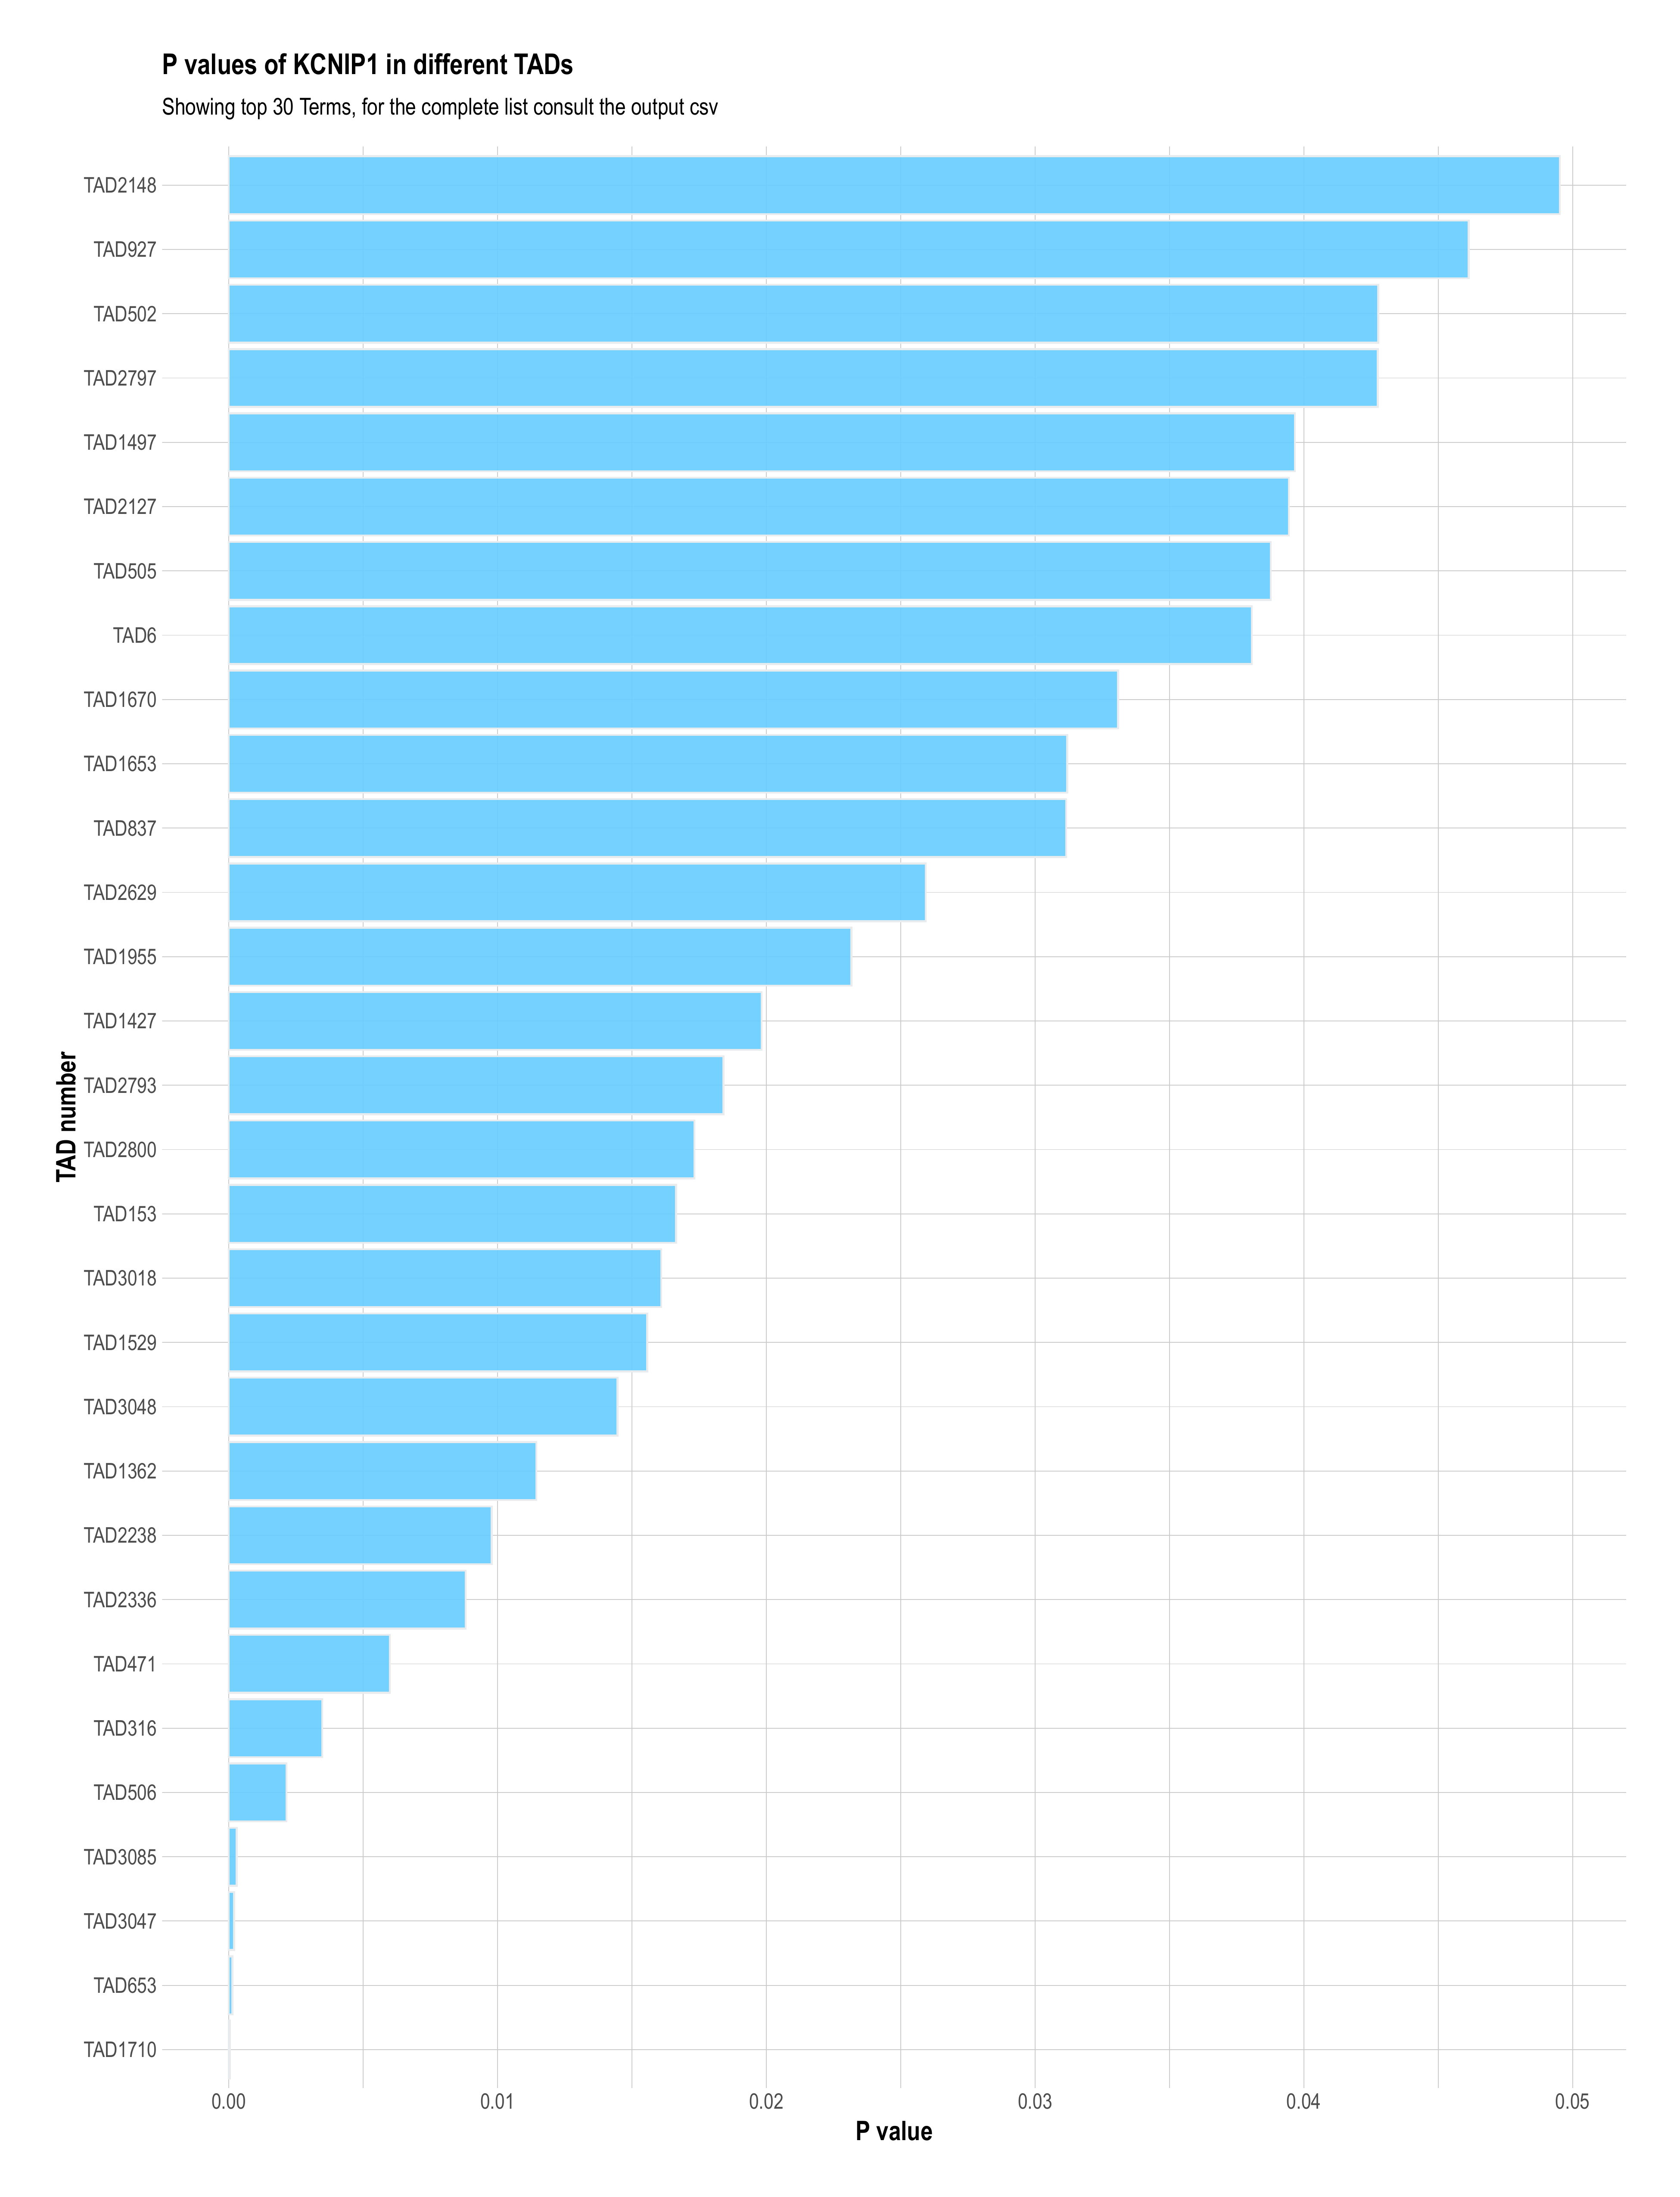 P values of KCNIP1 in different TADs
Showing top 30 Terms, for the complete list consult the output csv
TAD2148
TAD927
TAD502
TAD2797
TAD1497
TAD2127
TAD505
TAD6
TAD1670
TAD1653
TAD837
TAD2629
TAD1955
TAD1427
TAD2793
TAD2800
TAD153
TAD3018
TAD1529
TAD3048
TAD1362
TAD2238
TAD2336
TAD471
TAD316
TAD506
TAD3085
TAD3047
TAD653
TAD1710
TAD number
0.00 0.01 0.02 0.03 0.04 0.05
P value